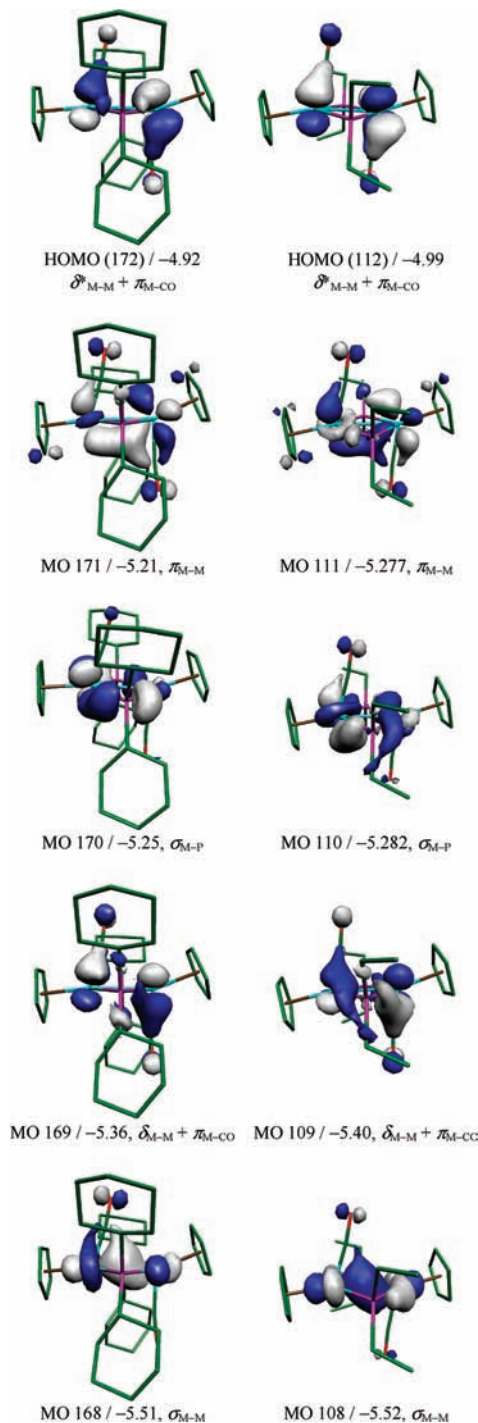 HOMO (172) / –4.92
δ*M–M + πM–CO
HOMO (112) / –4.99
δ*M–M + πM–CO
MO 171 / –5.21, πM–M
MO 111 / –5.277, πM–M
MO 170 / –5.25, σM–P
MO 110 / –5.282, σM–P
MO 169 / –5.36, δM–M + πM–CO
MO 109 / –5.40, δM–M + πM–CC
MO 168 / –5.51, σM–M
MO 108 / –5.52, σM–M